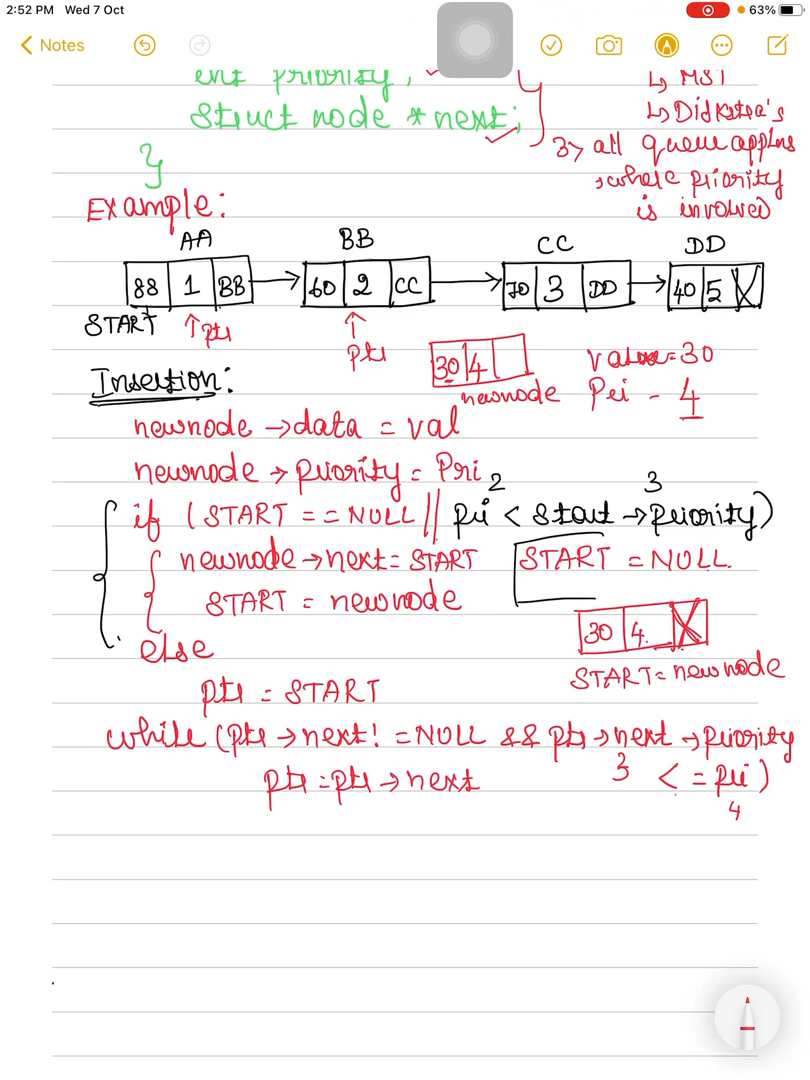 2:52 PM Wed 7 Oct
63%
Notes
int priority;
struct node *next;
}
↳ MST
↳ Didkstra's
3> all queue applns
where priority
is involved
Example:
AA BB CC DD
88 1 BB 60 2 CC 70 3 DD 40 5 X
START
ptr
ptr
30 4
newnode
value=30
Pri - 4
Insertion:
newnode → data = val
newnode → priority = Pri
2 3
if (START == NULL || pri < start → priority)
newnode → next = START
START = newnode
START = NULL
30 4 X
START = newnode
else
ptr = START
while (ptr → next != NULL && ptr → next → priority
3 <= pri)
4
ptr = ptr → next